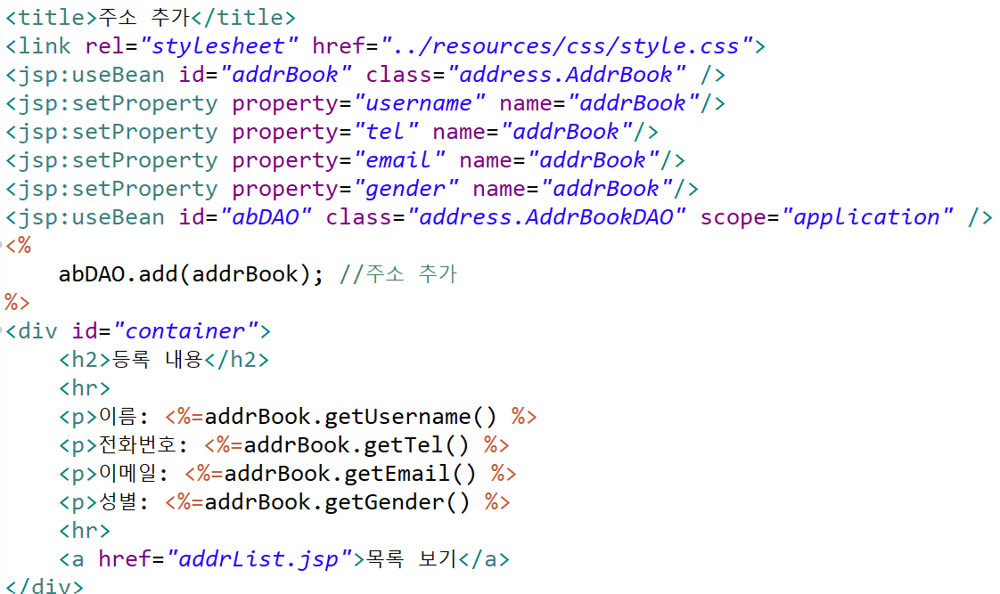 <title>주소 추가</title>
<link rel="stylesheet" href="../resources/css/style.css">
<jsp:useBean id="addrBook" class="address.AddrBook" />
<jsp:setProperty property="username" name="addrBook"/>
<jsp:setProperty property="tel" name="addrBook"/>
<jsp:setProperty property="email" name="addrBook"/>
<jsp:setProperty property="gender" name="addrBook"/>
<jsp:useBean id="abDAO" class="address.AddrBookDAO" scope="application" />
<%
    abDAO.add(addrBook); //주소 추가
%>
<div id="container">
    <h2>등록 내용</h2>
    <hr>
    <p>이름: <%=addrBook.getUsername() %>
    <p>전화번호: <%=addrBook.getTel() %>
    <p>이메일: <%=addrBook.getEmail() %>
    <p>성별: <%=addrBook.getGender() %>
    <hr>
    <a href="addrList.jsp">목록 보기</a>
</div>